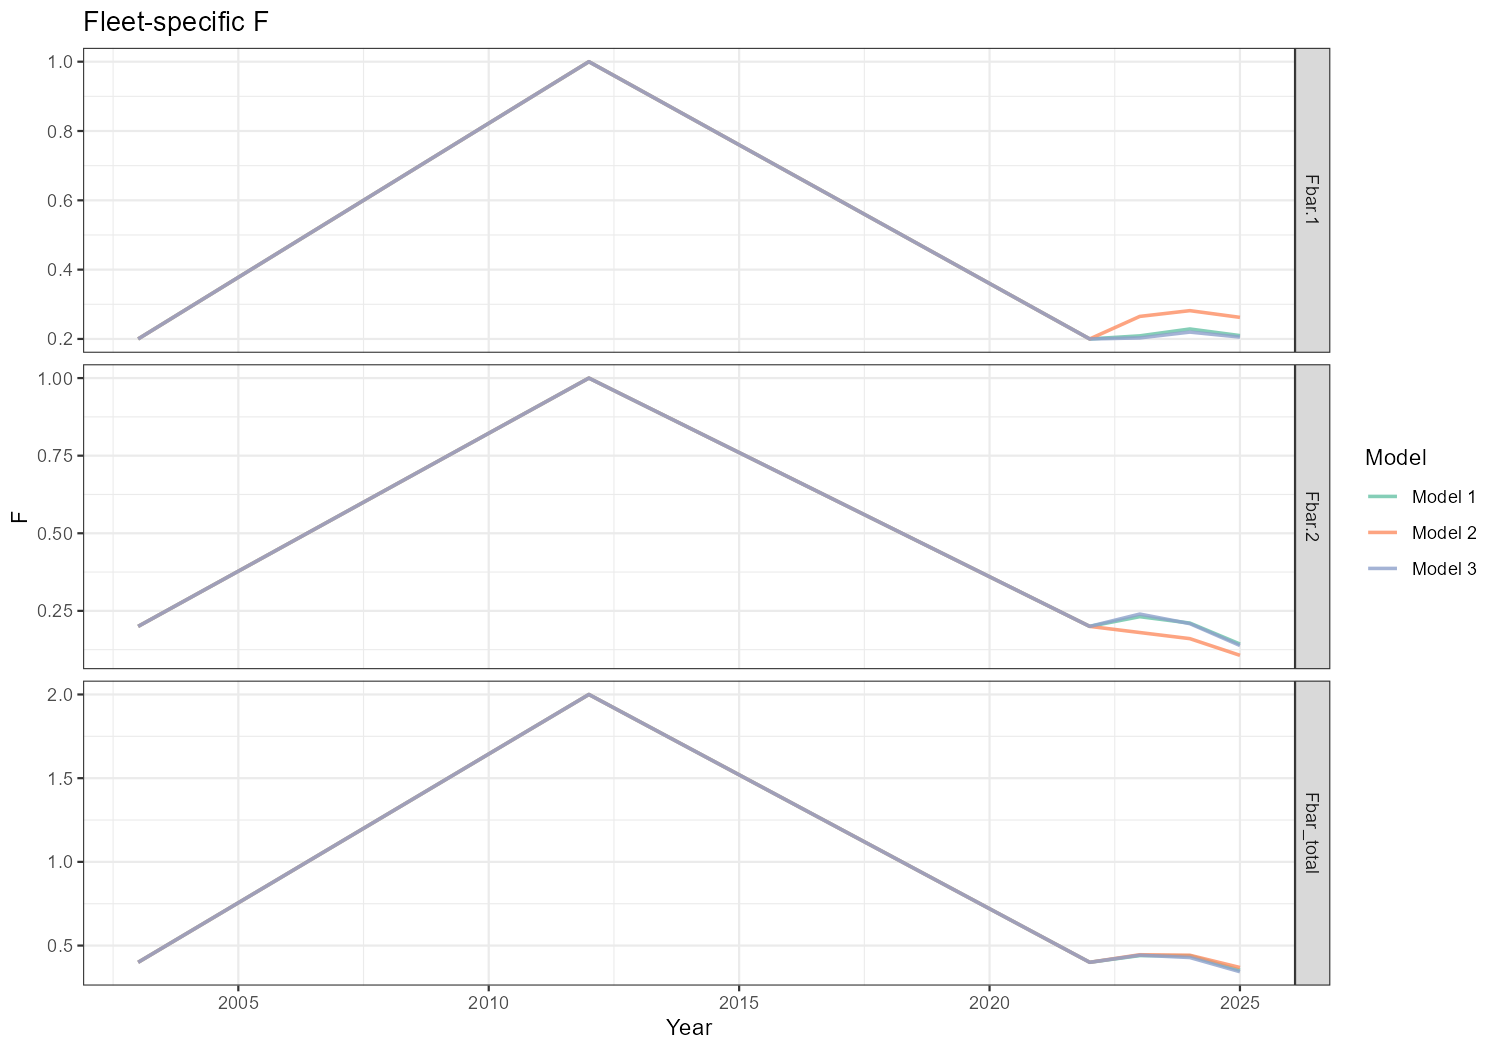 Fleet-specific F
1.0
0.8
0.6
0.4
0.2
Fbar.1
1.00
0.75
0.50
0.25
Fbar.2
2.0
1.5
1.0
0.5
Fbar_total
F
2005
2010
2015
2020
2025
Year
Model
Model 1
Model 2
Model 3